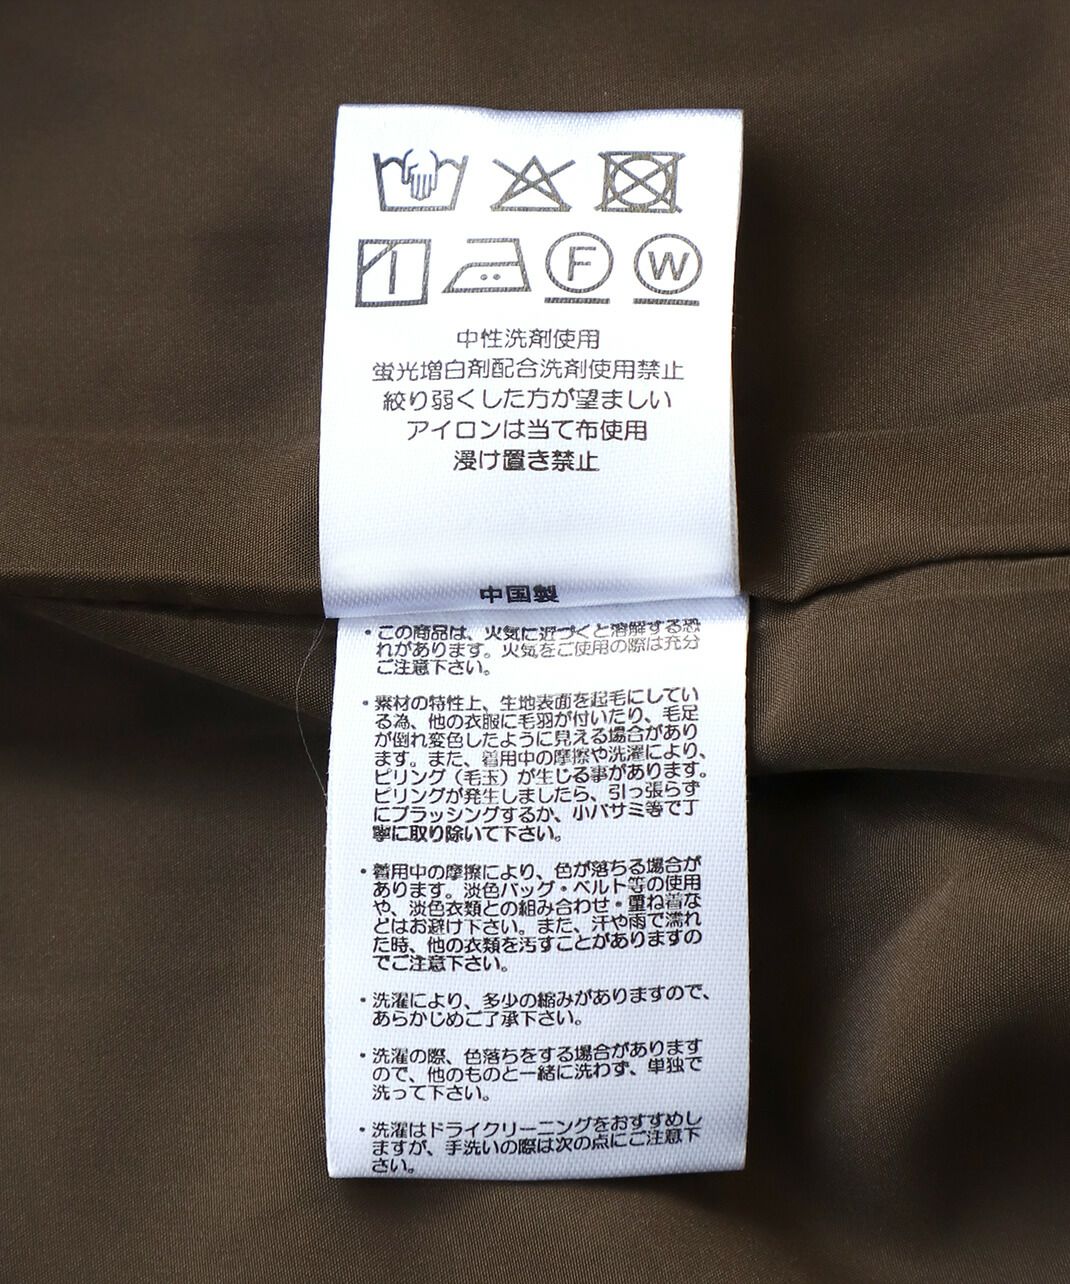 F W
中性洗剤使用
蛍光増白剤配合洗剤使用禁止
絞り弱くした方が望ましい
アイロンは当て布使用
浸け置き禁止
中国製
・この商品は、火気に近づくと溶解する恐
れがあります。火気をご使用の際は充分
ご注意下さい。
・素材の特性上、生地表面を起毛にしてい
る為、他の衣服に毛羽が付いたり、毛足
が倒れ変色したように見える場合があり
ます。また、着用中の摩擦や洗濯により、
ピリング（毛玉）が生じる事があります。
ピリングが発生しましたら、引っ張らず
にブラッシングするか、小バサミ等で丁
寧に取り除いて下さい。
・着用中の摩擦により、色が落ちる場合が
あります。淡色バッグ・ベルト等の使用
や、淡色衣類との組み合わせ・重ね着な
どはお避け下さい。また、汗や雨で濡れ
た時、他の衣類を汚すことがありますの
でご注意下さい。
・洗濯により、多少の縮みがありますので、
あらかじめご了承下さい。
・洗濯の際、色落ちをする場合があります
ので、他のものと一緒に洗わず、単独で
洗って下さい。
・洗濯はドライクリーニングをおすすめし
ますが、手洗いの際は次の点にご注意下
さい。